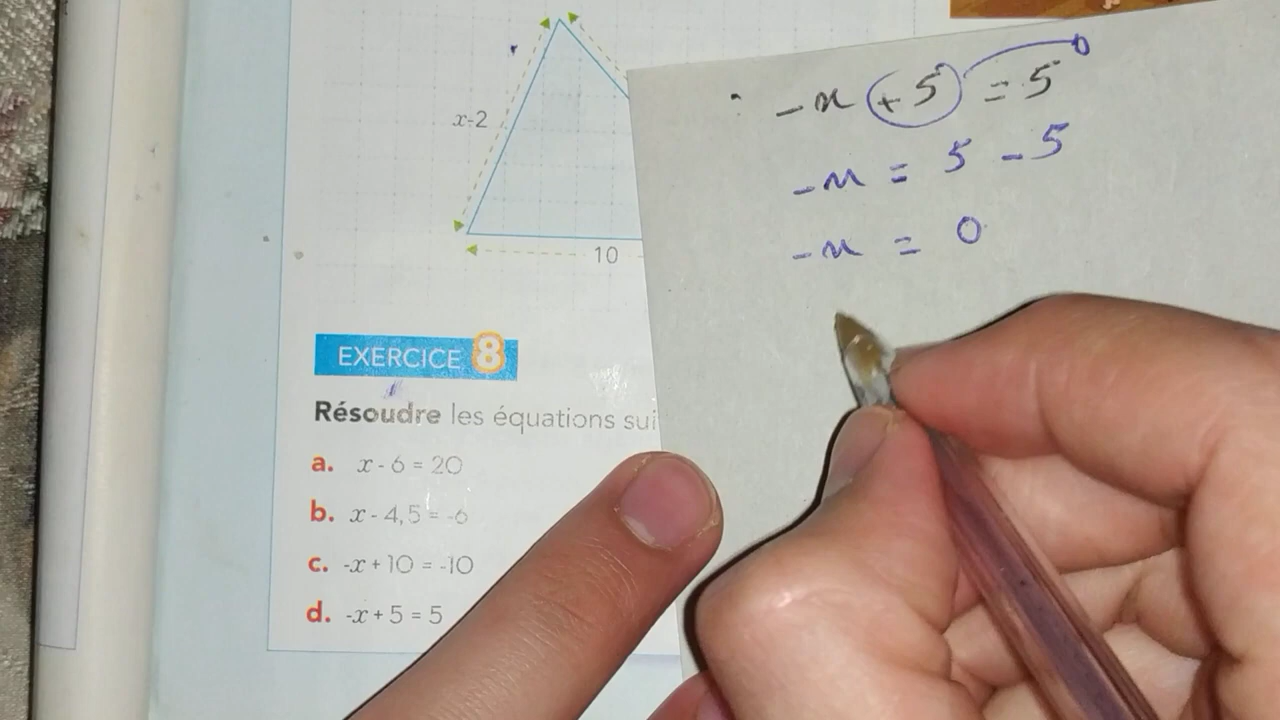 x-2
10
EXERCICE 8
Résoudre les équations sui
a. x - 6 = 20
b. x - 4,5 = -6
c. -x + 10 = -10
d. -x + 5 = 5
-x + 5 = 5
-x = 5 - 5
-x = 0